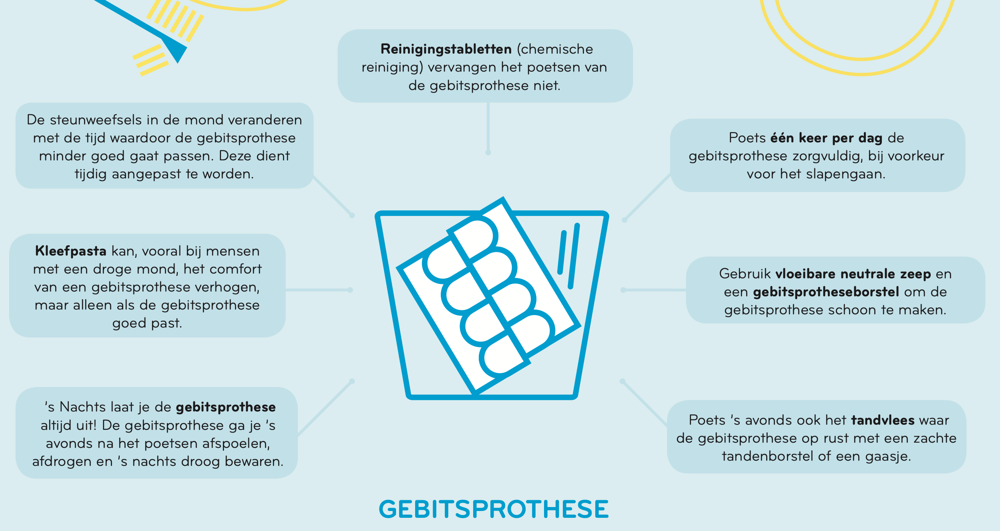 Reinigingstabletten (chemische
reiniging) vervangen het poetsen van
de gebitsprothese niet.
De steunweefsels in de mond veranderen
met de tijd waardoor de gebitsprothese
minder goed gaat passen. Deze dient
tijdig aangepast te worden.
Poets één keer per dag de
gebitsprothese zorgvuldig, bij voorkeur
voor het slapengaan.
Kleefpasta kan, vooral bij mensen
met een droge mond, het comfort
van een gebitsprothese verhogen,
maar alleen als de gebitsprothese
goed past.
Gebruik vloeibare neutrale zeep en
een gebitsprotheseborstel om de
gebitsprothese schoon te maken.
's Nachts laat je de gebitsprothese
altijd uit! De gebitsprothese ga je 's
avonds na het poetsen afspoelen,
afdrogen en 's nachts droog bewaren.
Poets 's avonds ook het tandvlees waar
de gebitsprothese op rust met een zachte
tandenborstel of een gaasje.
GEBITSPROTHESE